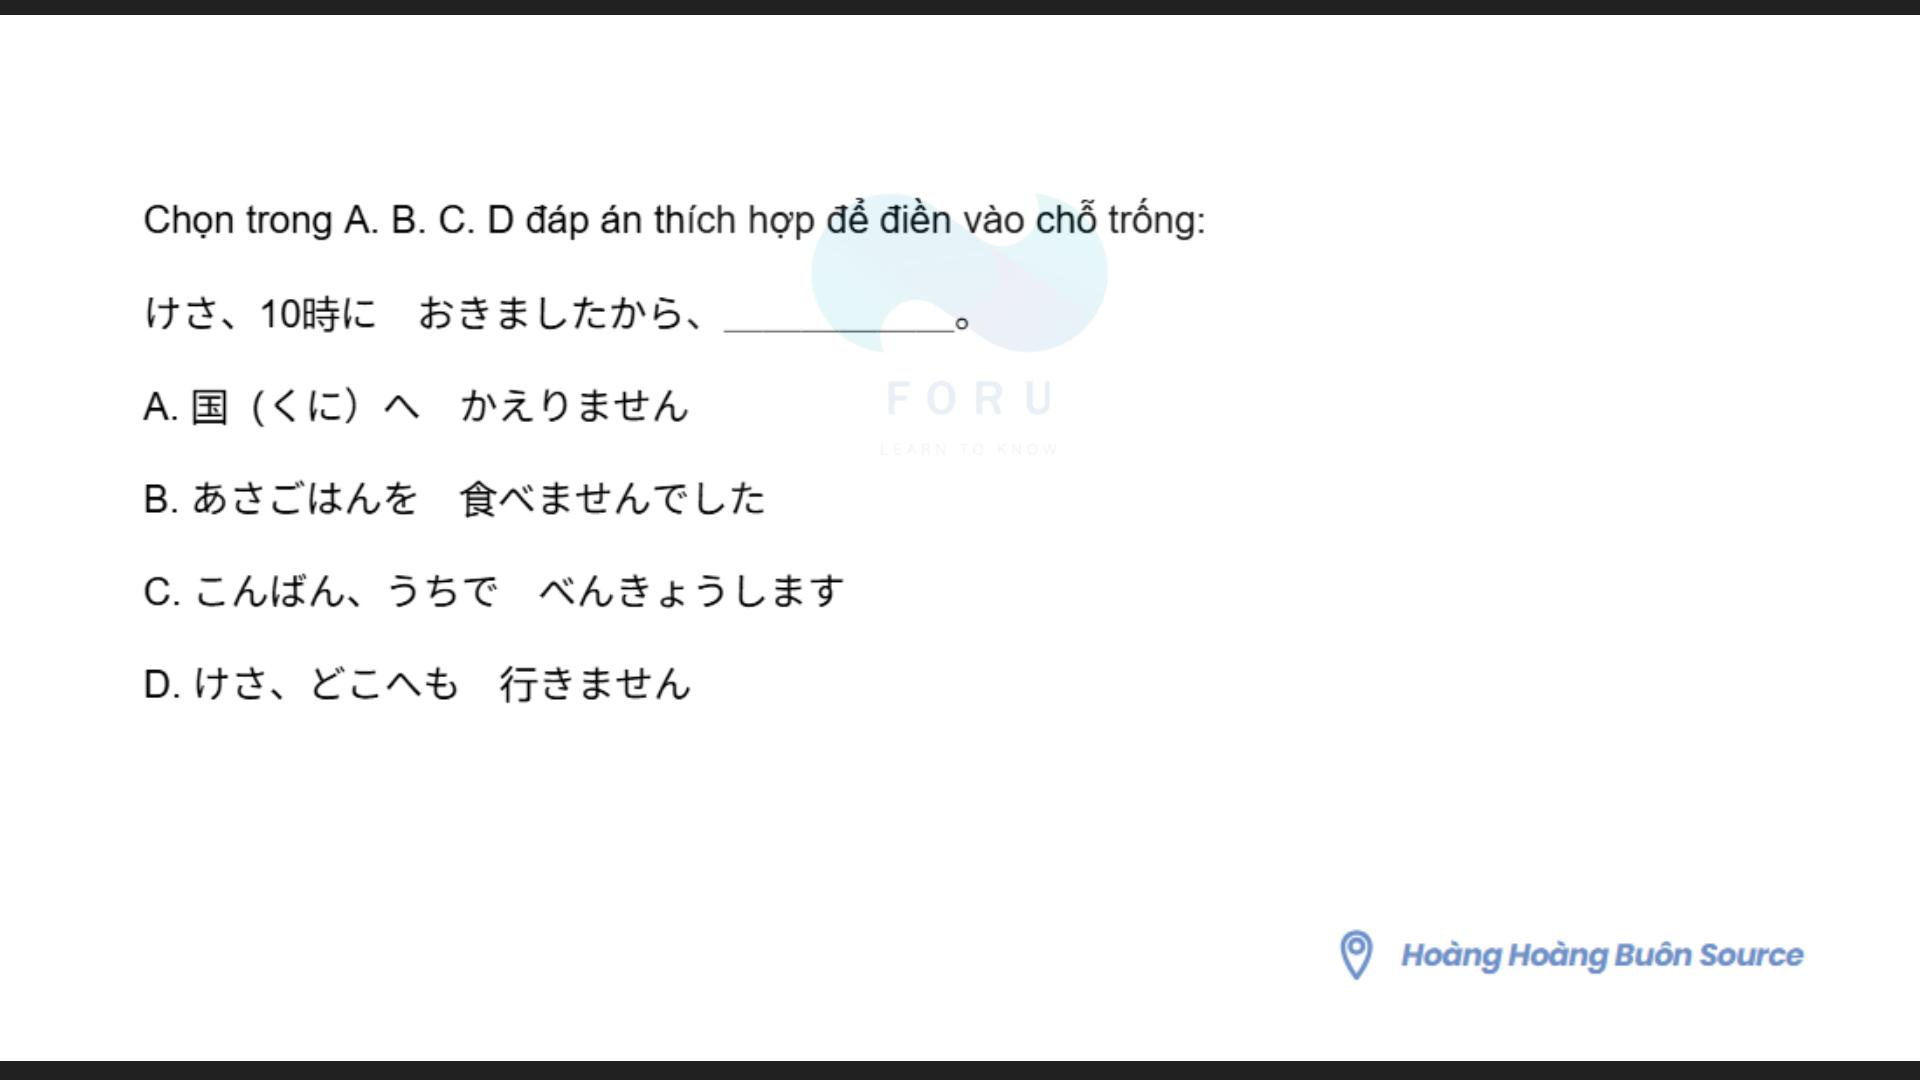 Chọn trong A. B. C. D đáp án thích hợp để điền vào chỗ trống:
けさ、10時に　おきましたから、____________。
A. 国（くに）へ　かえりません
B. あさごはんを　食べませんでした
C. こんばん、うちで　べんきょうします
D. けさ、どこへも　行きません
FORU
LEARN TO KNOW
Hoàng Hoàng Buôn Source